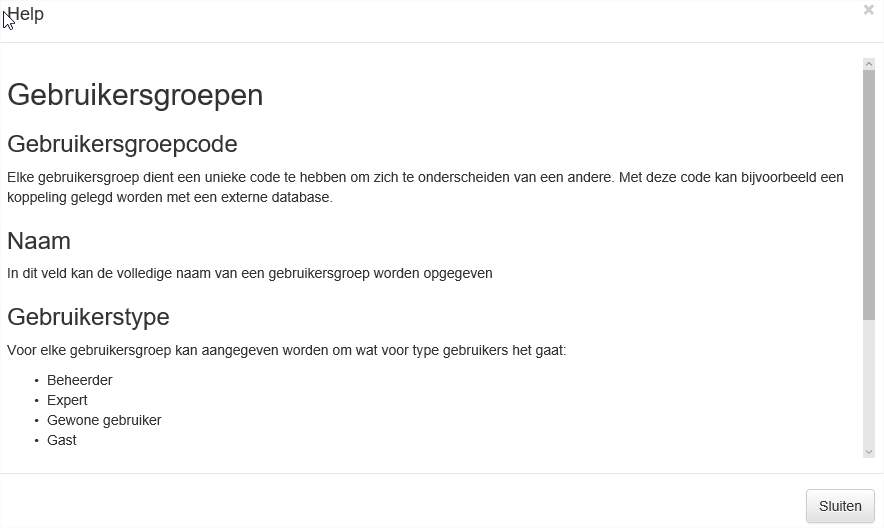 Help
Gebruikersgroepen
Gebruikersgroepcode
Elke gebruikersgroep dient een unieke code te hebben om zich te onderscheiden van een andere. Met deze code kan bijvoorbeeld een
koppeling gelegd worden met een externe database.
Naam
In dit veld kan de volledige naam van een gebruikersgroep worden opgegeven
Gebruikerstype
Voor elke gebruikersgroep kan aangegeven worden om wat voor type gebruikers het gaat:
• Beheerder
• Expert
• Gewone gebruiker
• Gast
Sluiten